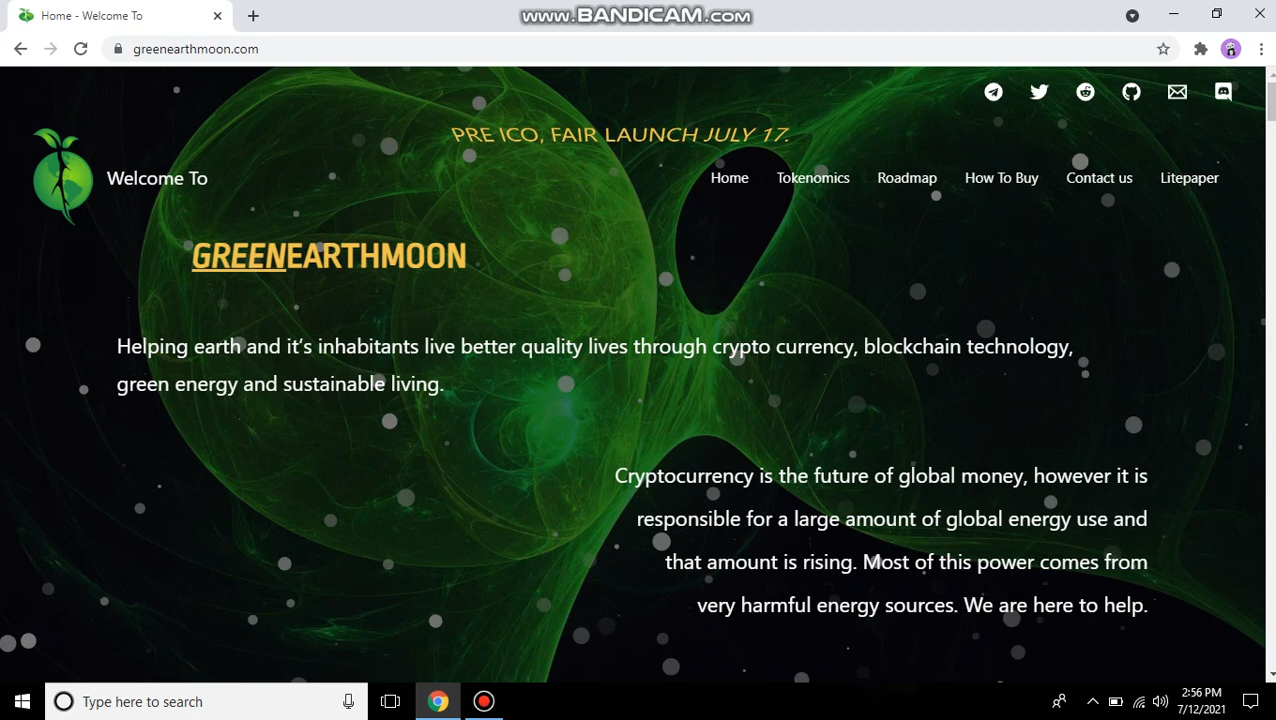 Home - Welcome To
www.BANDICAM.com
greenearthmoon.com
PRE ICO, FAIR LAUNCH JULY 17.
Welcome To
Home Tokenomics Roadmap How To Buy Contact us Litepaper
GREENEARTHMOON
Helping earth and it's inhabitants live better quality lives through crypto currency, blockchain technology,
green energy and sustainable living.
Cryptocurrency is the future of global money, however it is
responsible for a large amount of global energy use and
that amount is rising. Most of this power comes from
very harmful energy sources. We are here to help.
Type here to search
2:56 PM
7/12/2021